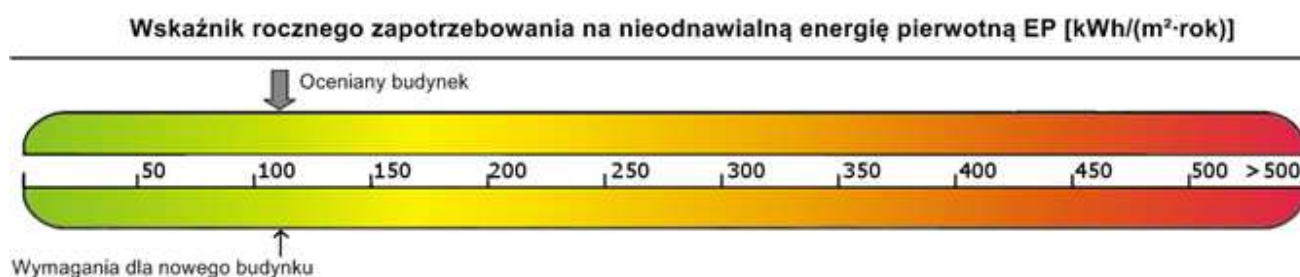 Wskaźnik rocznego zapotrzebowania na nieodnawialną energię pierwotną EP [kWh/(m²·rok)]
Oceniany budynek
50 100 150 200 250 300 350 400 450 500 >500
Wymagania dla nowego budynku